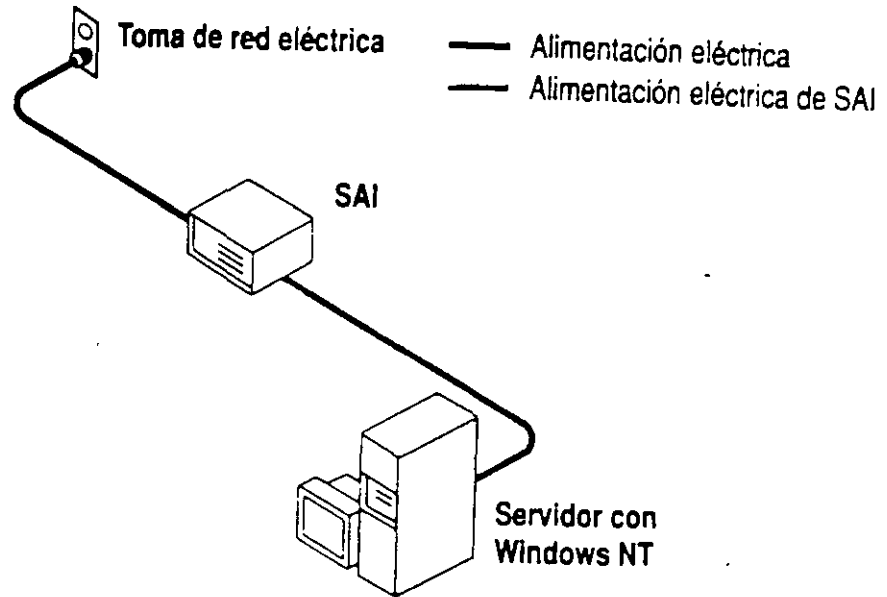 Toma de red eléctrica
Alimentación eléctrica
Alimentación eléctrica de SAI
SAI
Servidor con
Windows NT